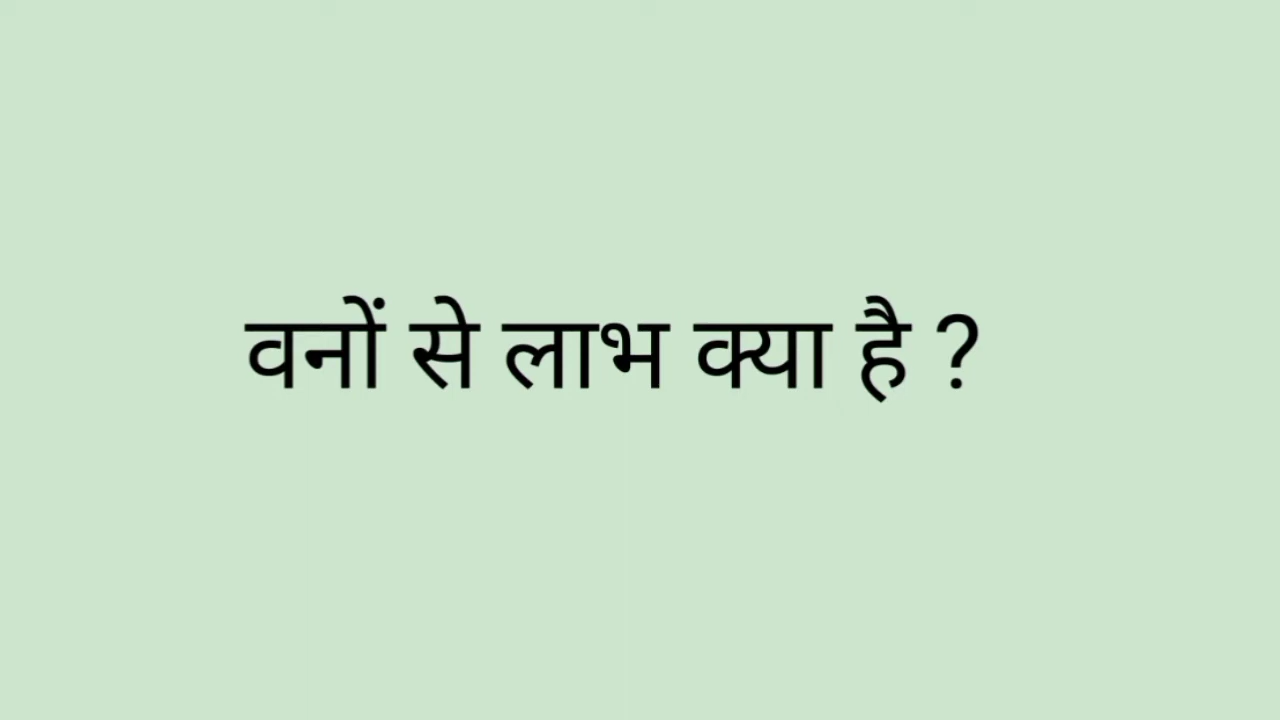 वनों से लाभ क्या है ?